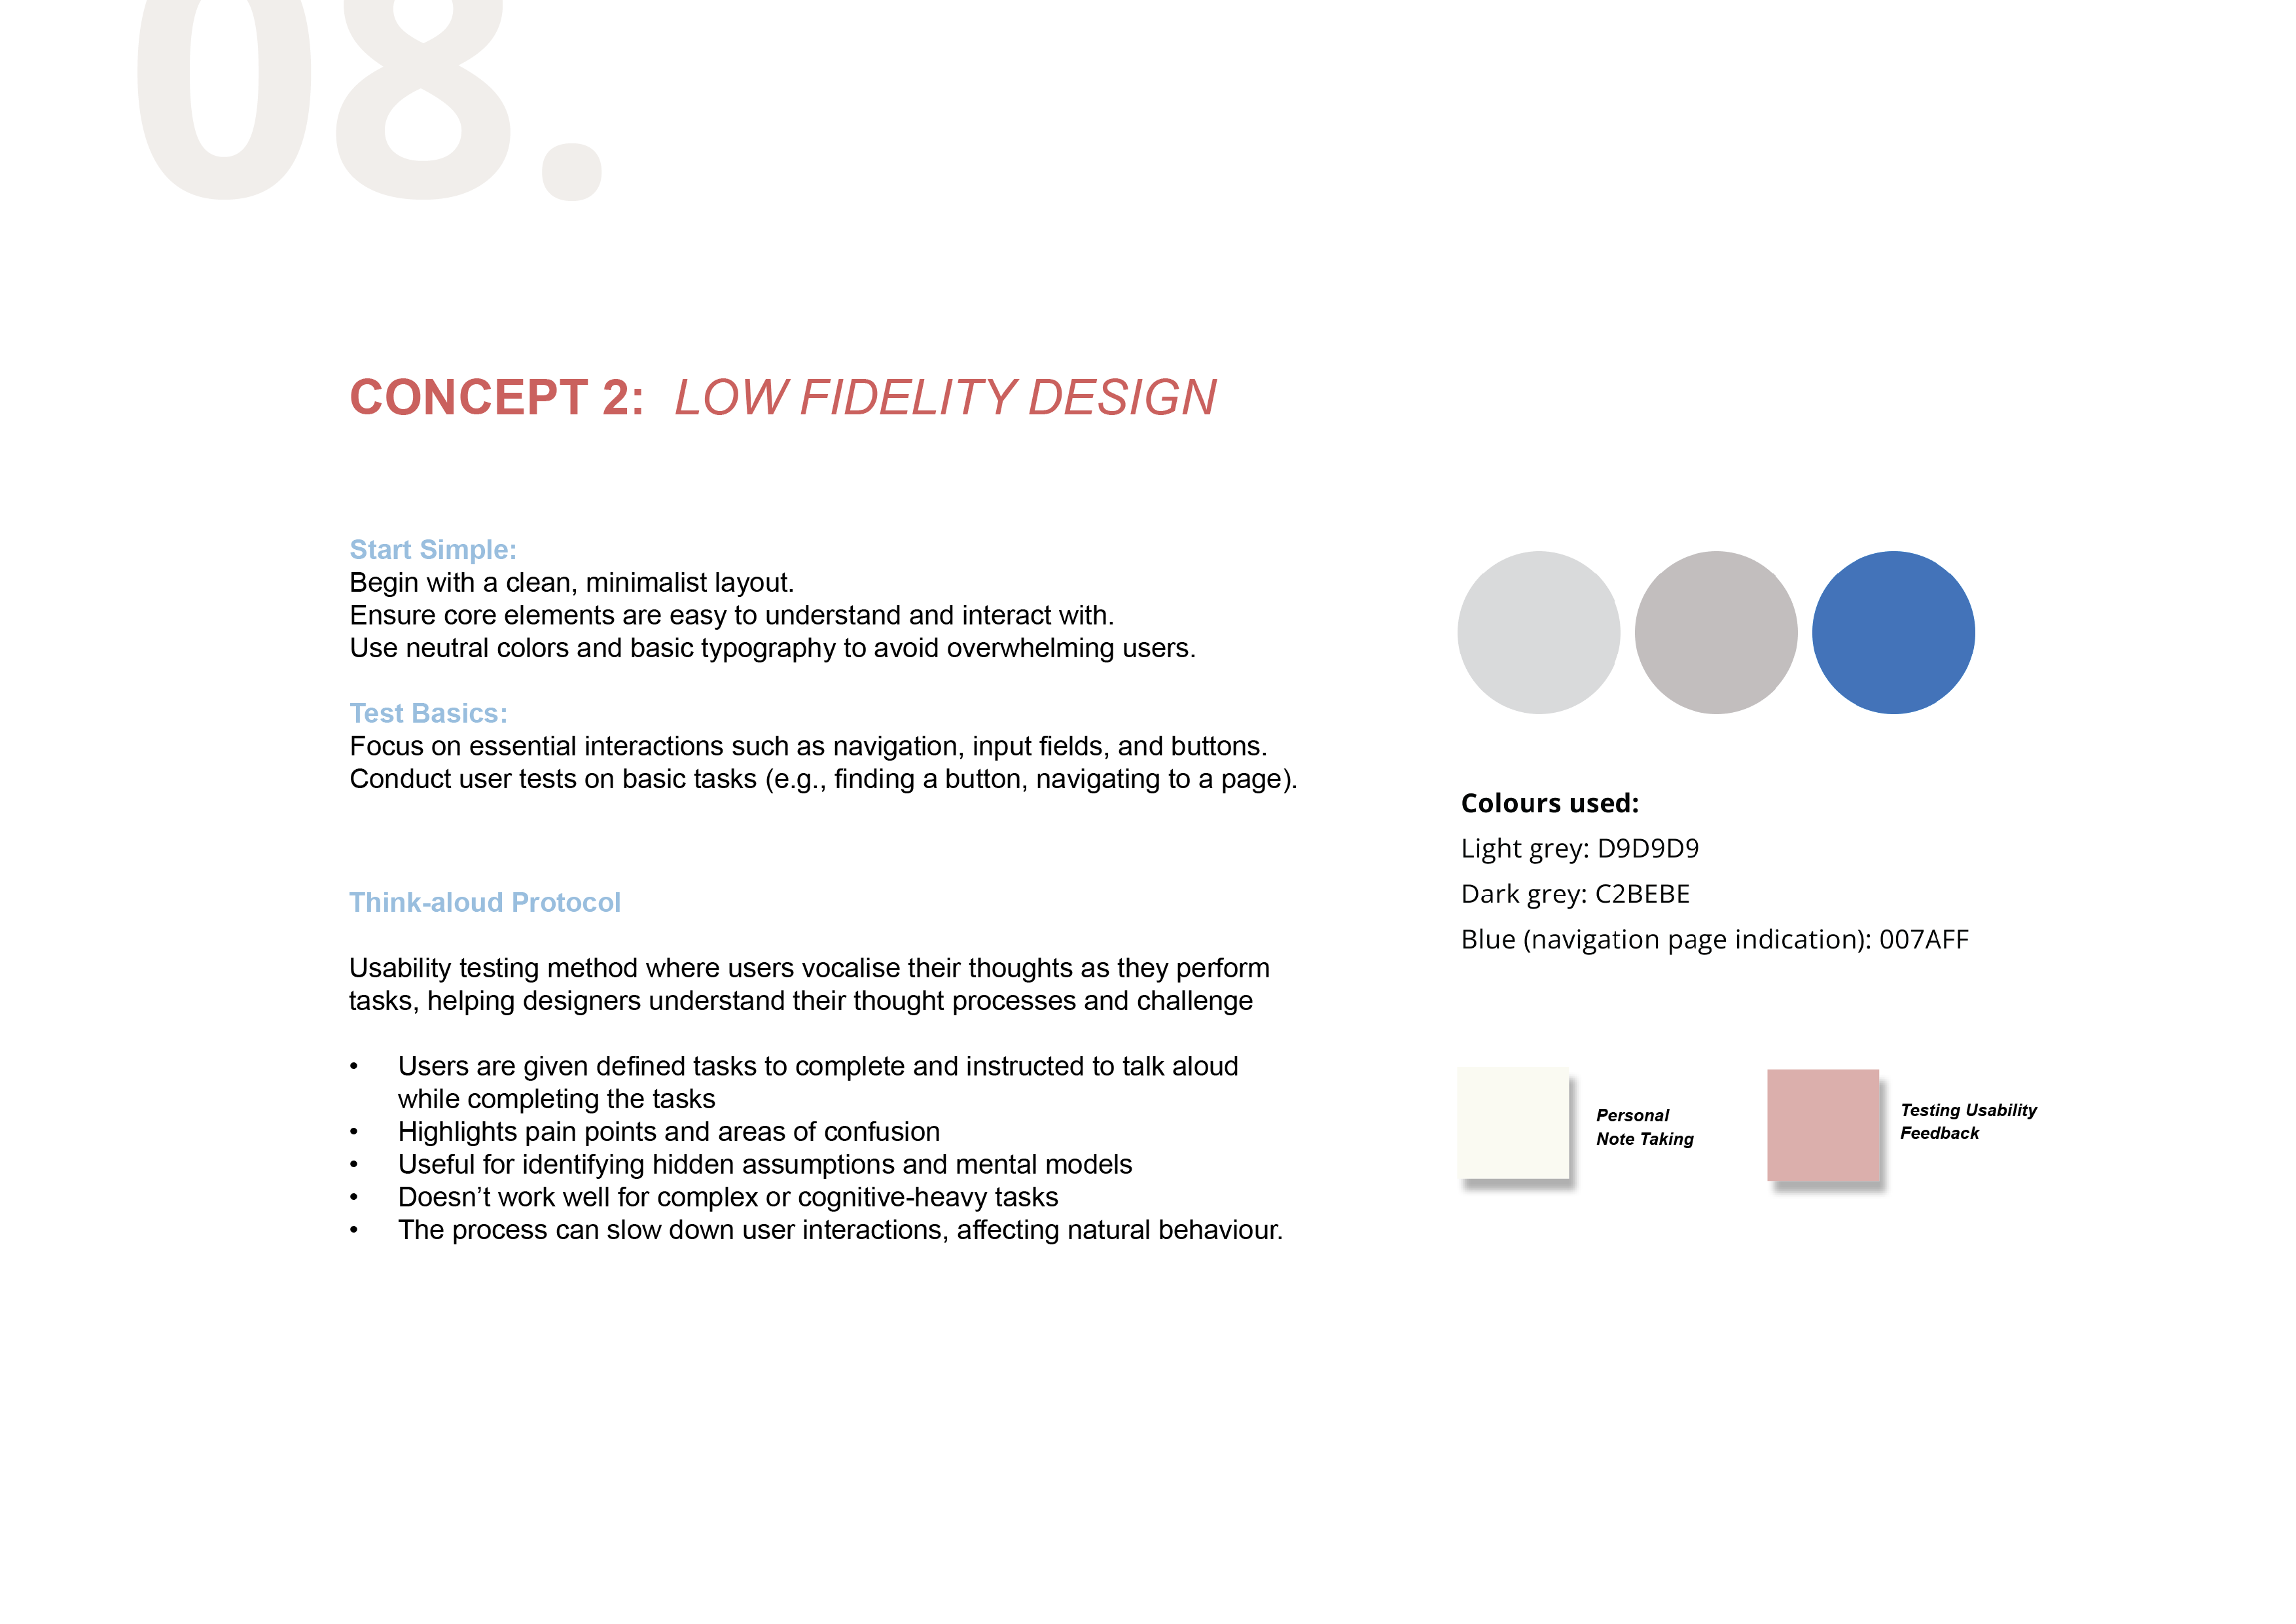 08.
CONCEPT 2: LOW FIDELITY DESIGN
Start Simple:
Begin with a clean, minimalist layout.
Ensure core elements are easy to understand and interact with.
Use neutral colors and basic typography to avoid overwhelming users.
Test Basics:
Focus on essential interactions such as navigation, input fields, and buttons.
Conduct user tests on basic tasks (e.g., finding a button, navigating to a page).
Think-aloud Protocol
Usability testing method where users vocalise their thoughts as they perform
tasks, helping designers understand their thought processes and challenge
• Users are given defined tasks to complete and instructed to talk aloud
while completing the tasks
• Highlights pain points and areas of confusion
• Useful for identifying hidden assumptions and mental models
• Doesn’t work well for complex or cognitive-heavy tasks
• The process can slow down user interactions, affecting natural behaviour.
Colours used:
Light grey: D9D9D9
Dark grey: C2BEBE
Blue (navigation page indication): 007AFF
Personal
Note Taking
Testing Usability
Feedback